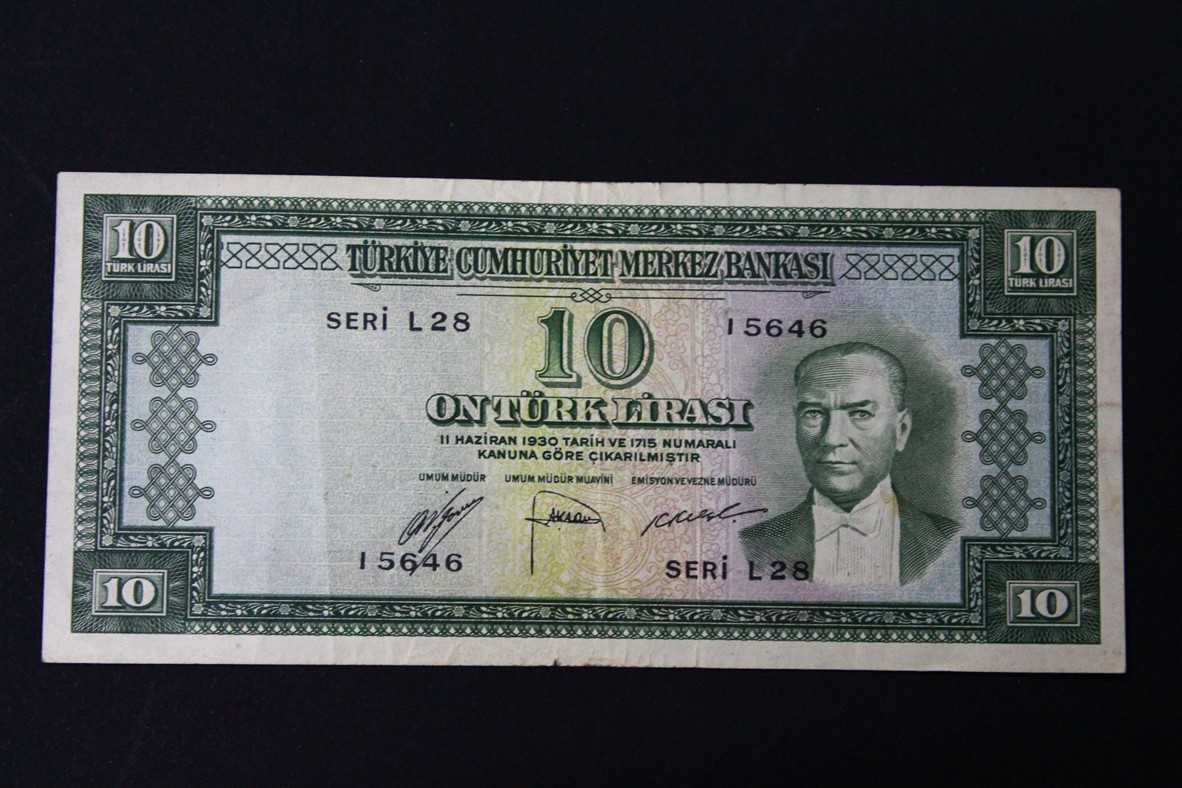 10
TÜRK LİRASI
TÜRKİYE CUMHURİYET MERKEZ BANKASI
10
TÜRK LİRASI
SERİ L28
10
15646
ON TÜRK LİRASI
11 HAZİRAN 1930 TARİH VE 1715 NUMARALI
KANUNA GÖRE ÇIKARILMIŞTIR
UMUM MÜDÜR UMUM MÜDÜR MUAVİNİ EMİSYON VE VEZNE MÜDÜRÜ
15646
SERİ L28
10
10